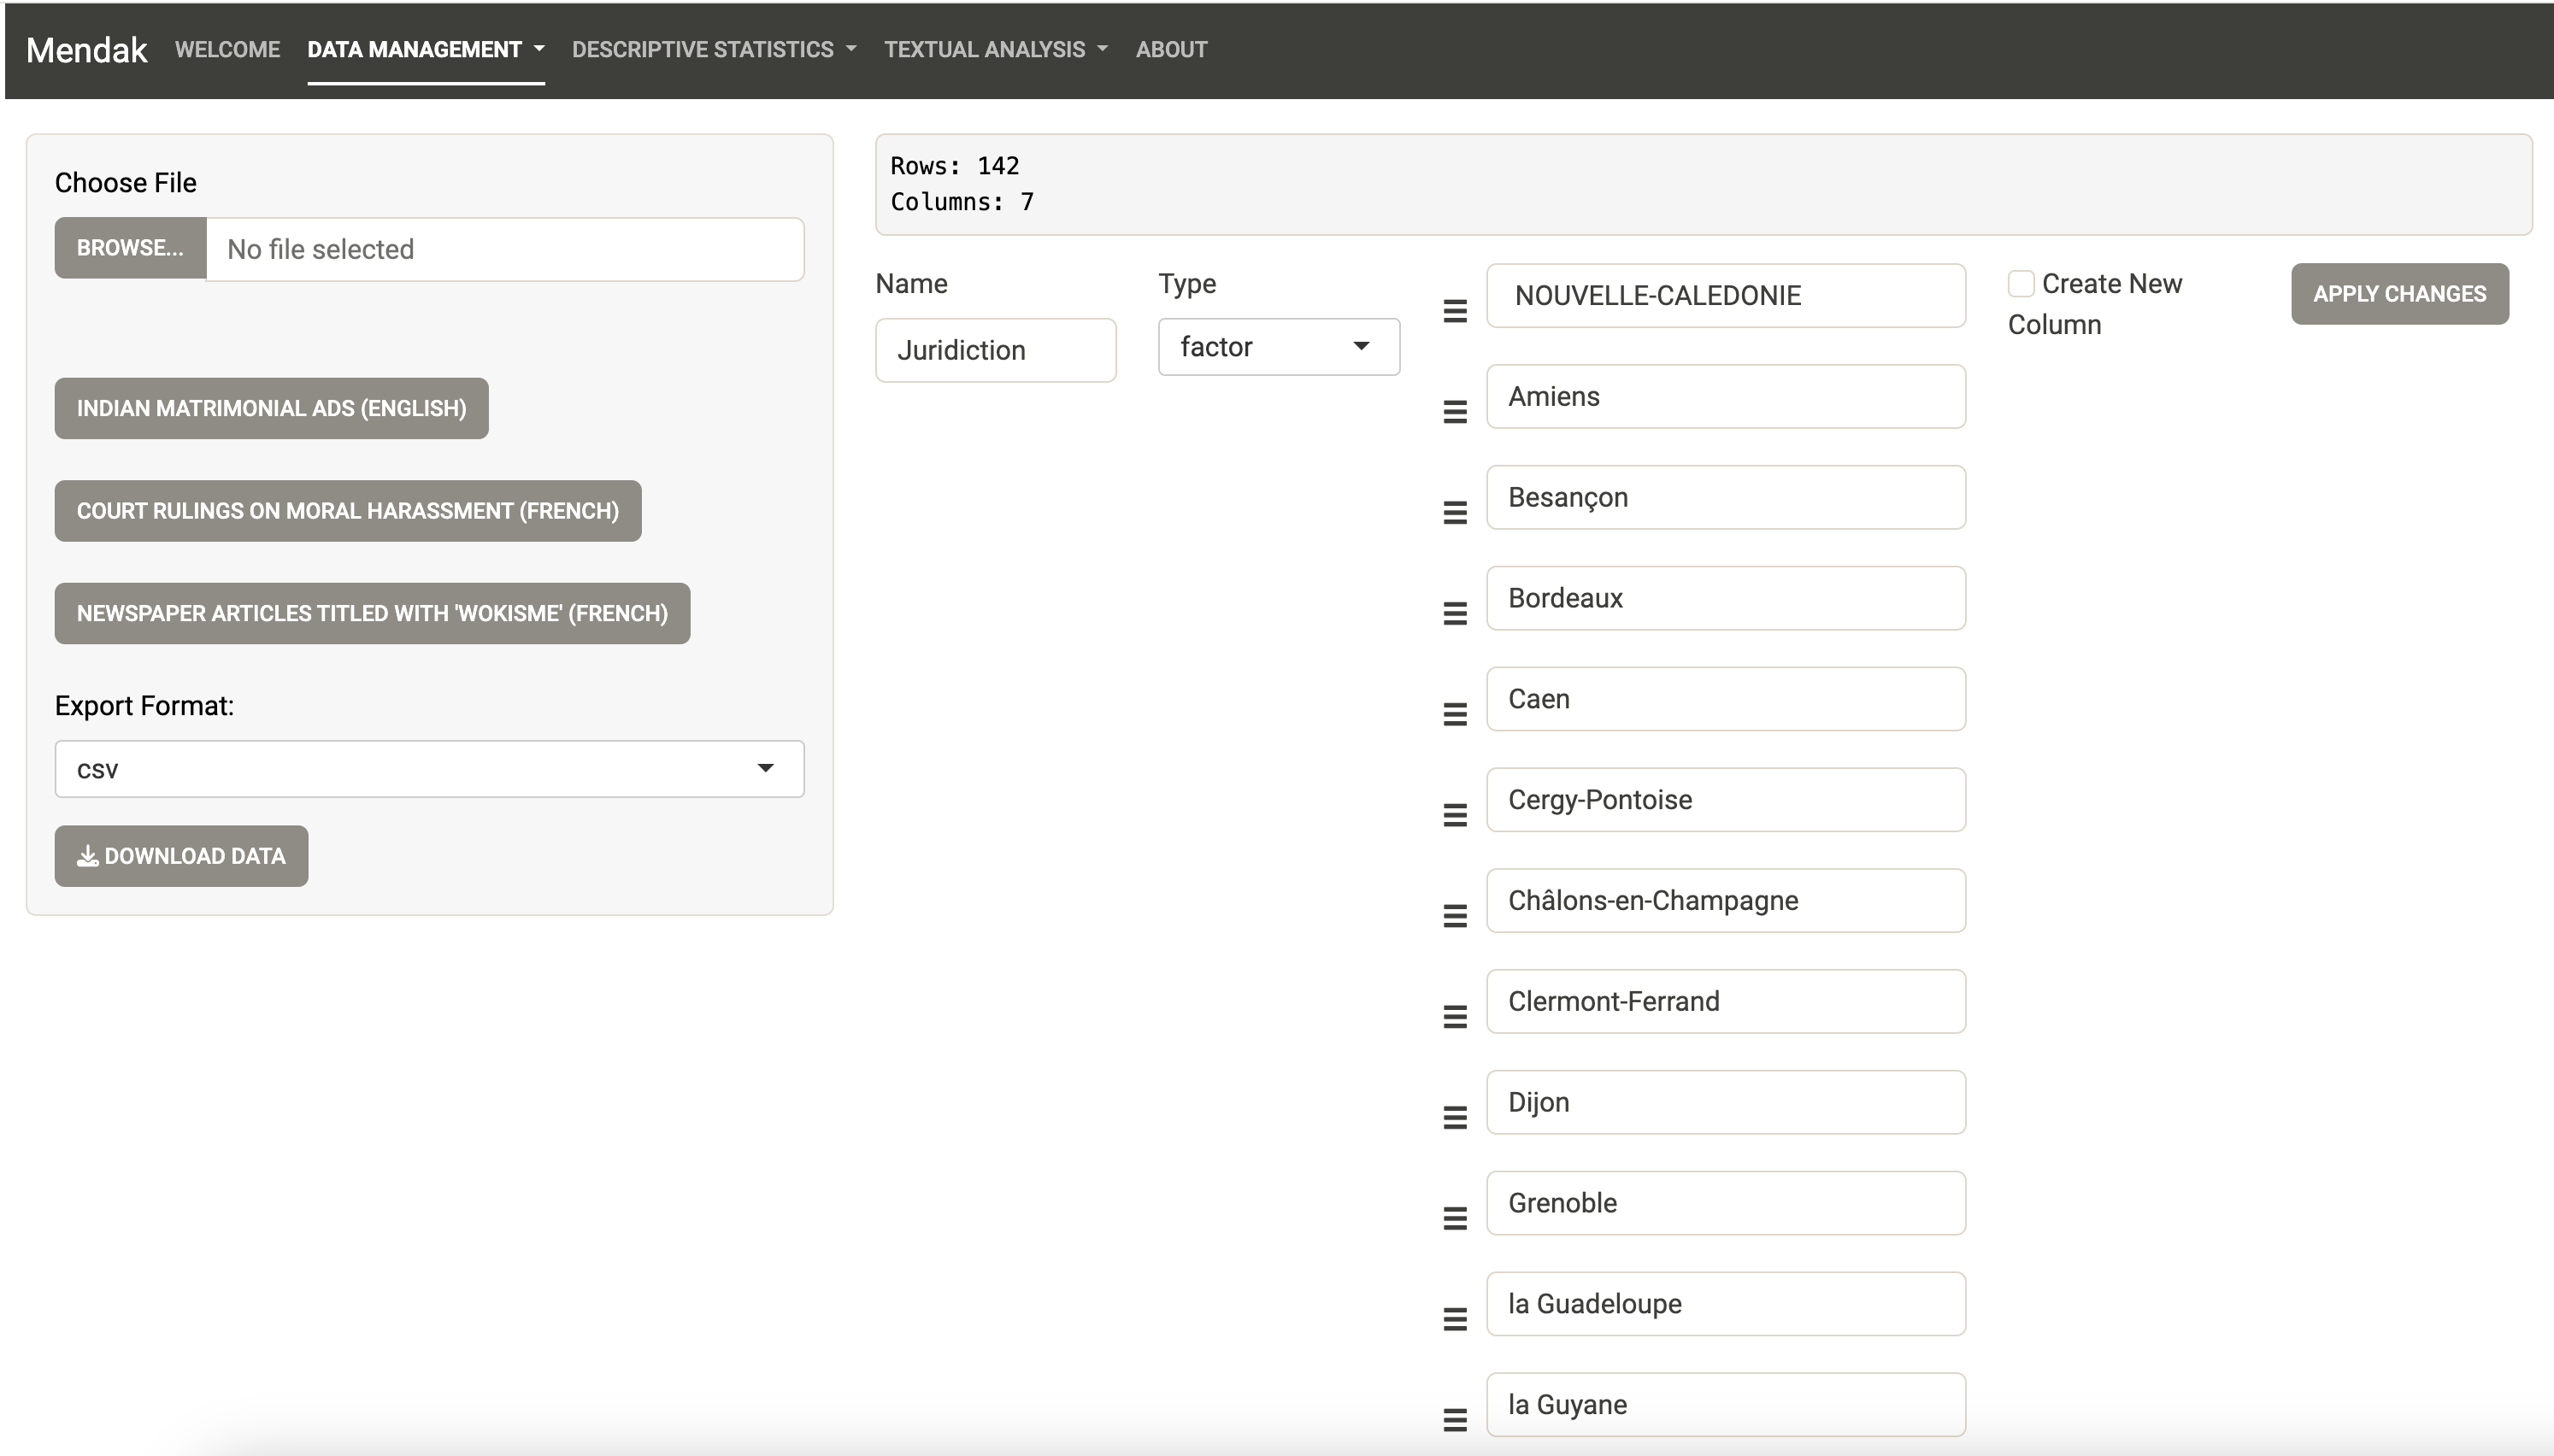 Mendak WELCOME DATA MANAGEMENT DESCRIPTIVE STATISTICS TEXTUAL ANALYSIS ABOUT
Choose File
BROWSE... No file selected
INDIAN MATRIMONIAL ADS (ENGLISH)
COURT RULINGS ON MORAL HARASSMENT (FRENCH)
NEWSPAPER ARTICLES TITLED WITH 'WOKISME' (FRENCH)
Export Format:
csv
DOWNLOAD DATA
Rows: 142
Columns: 7
Name
Juridiction
Type
factor
NOUVELLE-CALEDONIE
Amiens
Besançon
Bordeaux
Caen
Cergy-Pontoise
Châlons-en-Champagne
Clermont-Ferrand
Dijon
Grenoble
la Guadeloupe
la Guyane
Create New
Column
APPLY CHANGES